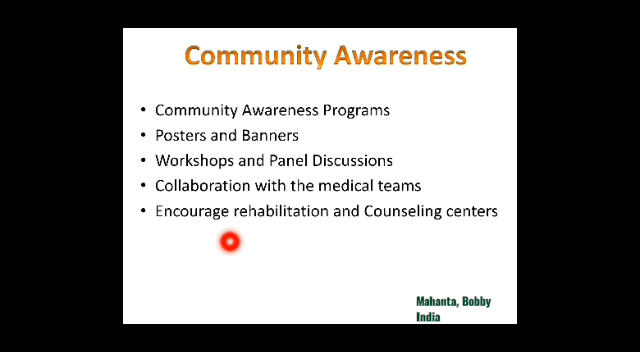 Community Awareness
• Community Awareness Programs
• Posters and Banners
• Workshops and Panel Discussions
• Collaboration with the medical teams
• Encourage rehabilitation and Counseling centers
Mahanta, Bobby
India